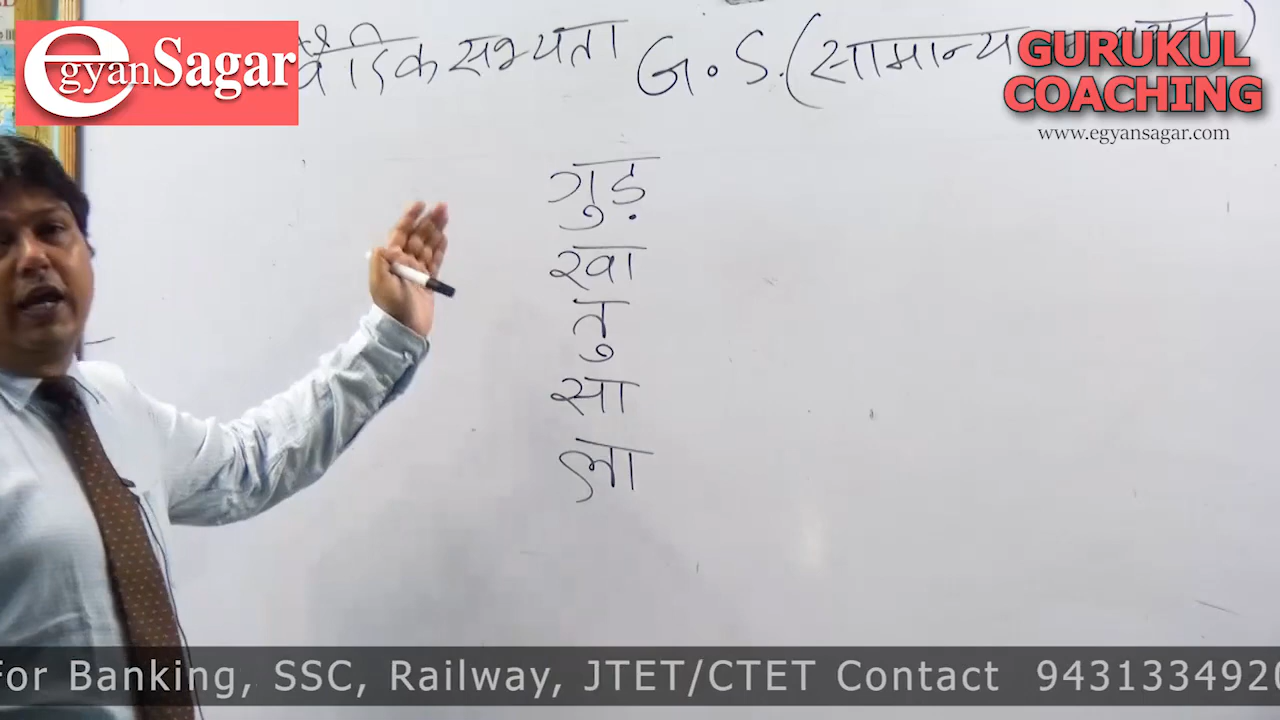 egyanSagar
वैदिक सभ्यता G.S. (सामान्य
GURUKUL
COACHING
www.egyansagar.com
गुड़
खा
तु
सा
ला
For Banking, SSC, Railway, JTET/CTET Contact 943133492